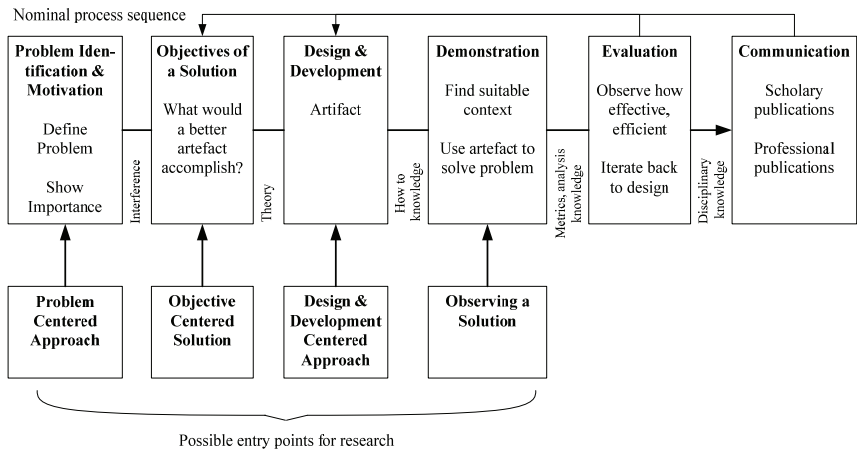 Nominal process sequence
Problem Iden-
tification &
Motivation
Define
Problem
Show
Importance
Interference
Objectives of
a Solution
What would
a better
artefact
accomplish?
Theory
Design &
Development
Artifact
How to
knowledge
Demonstration
Find suitable
context
Use artefact to
solve problem
Metrics, analysis
knowledge
Evaluation
Observe how
effective,
efficient
Iterate back
to design
Disciplinary
knowledge
Communication
Scholary
publications
Professional
publications
Problem
Centered
Approach
Objective
Centered
Solution
Design &
Development
Centered
Approach
Observing a
Solution
Possible entry points for research